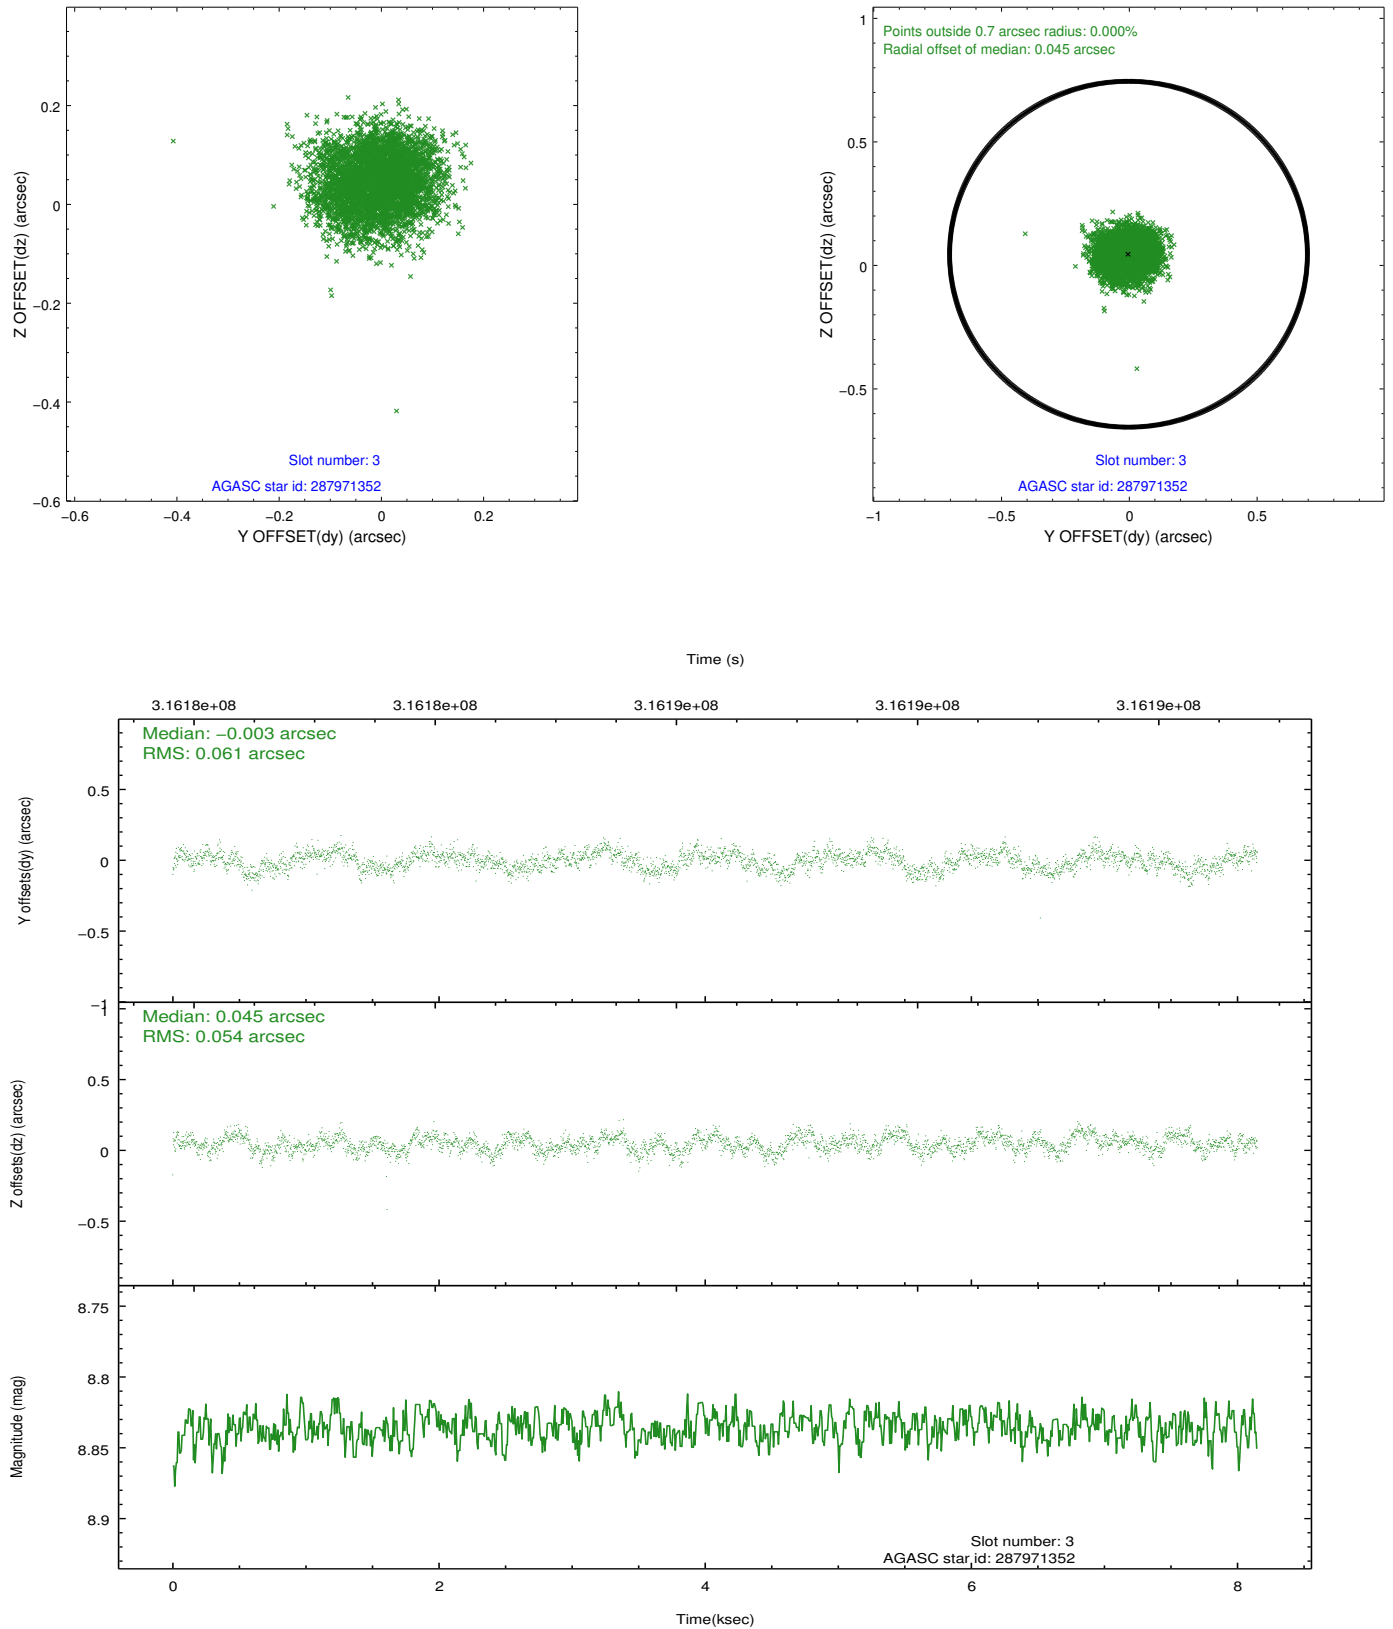 0.2
0
−0.2
−0.4
−0.6
Z OFFSET(dz) (arcsec)
Slot number: 3
AGASC star id: 287971352
−0.6 −0.4 −0.2 0 0.2
Y OFFSET(dy) (arcsec)
Points outside 0.7 arcsec radius: 0.000%
Radial offset of median: 0.045 arcsec
1
0.5
0
−0.5
Z OFFSET(dz) (arcsec)
Slot number: 3
AGASC star id: 287971352
−1 −0.5 0 0.5
Y OFFSET(dy) (arcsec)
Time (s)
3.1618e+08 3.1618e+08 3.1619e+08 3.1619e+08 3.1619e+08
Median: −0.003 arcsec
RMS: 0.061 arcsec
0.5
0
−0.5
−1
Y offsets(dy) (arcsec)
Median: 0.045 arcsec
RMS: 0.054 arcsec
1
0.5
0
−0.5
Z offsets(dz) (arcsec)
8.75
8.8
8.85
8.9
Magnitude (mag)
Slot number: 3
AGASC star id: 287971352
0 2 4 6 8
Time(ksec)